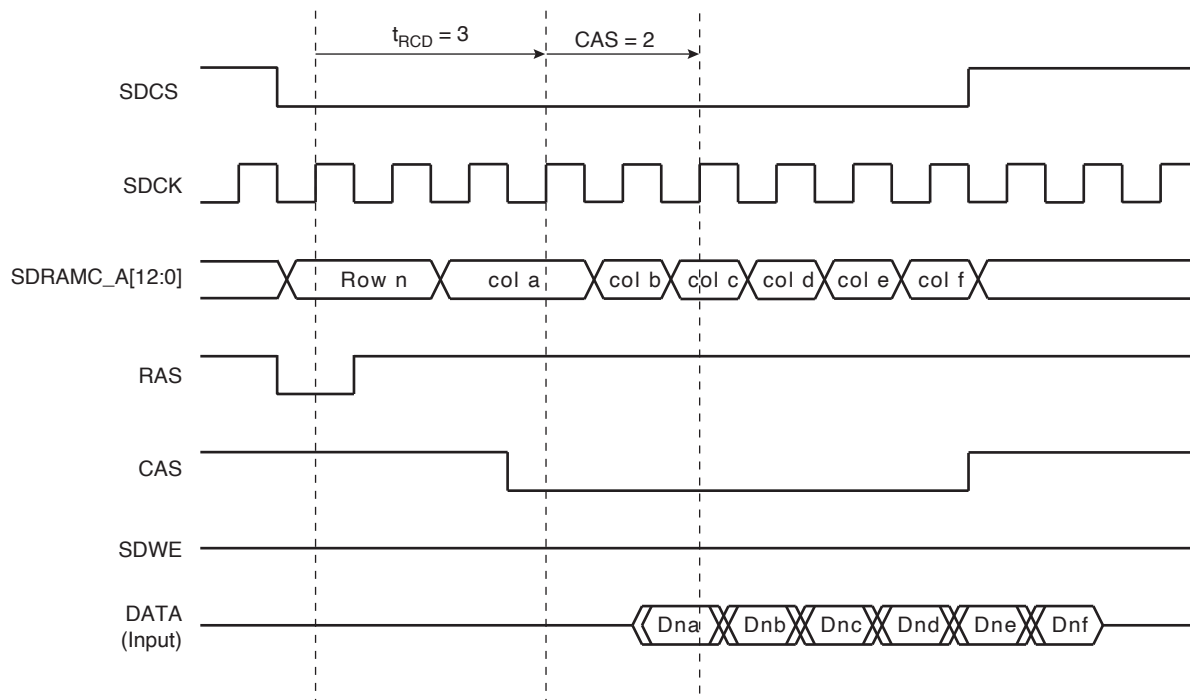 t_RCD = 3
CAS = 2
SDCS
SDCK
SDRAMC_A[12:0]
Row n
col a
col b
col c
col d
col e
col f
RAS
CAS
SDWE
DATA
(Input)
Dna
Dnb
Dnc
Dnd
Dne
Dnf